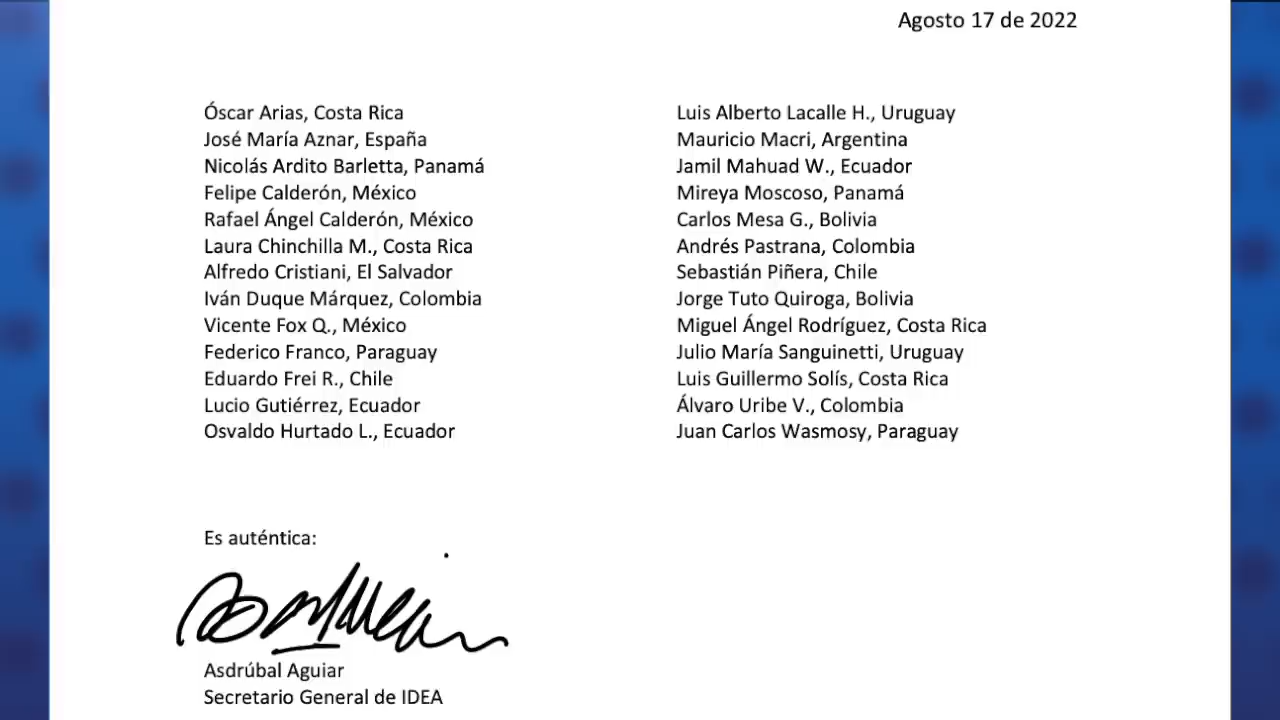 Agosto 17 de 2022
Óscar Arias, Costa Rica
José María Aznar, España
Nicolás Ardito Barletta, Panamá
Felipe Calderón, México
Rafael Ángel Calderón, México
Laura Chinchilla M., Costa Rica
Alfredo Cristiani, El Salvador
Iván Duque Márquez, Colombia
Vicente Fox Q., México
Federico Franco, Paraguay
Eduardo Frei R., Chile
Lucio Gutiérrez, Ecuador
Osvaldo Hurtado L., Ecuador
Luis Alberto Lacalle H., Uruguay
Mauricio Macri, Argentina
Jamil Mahuad W., Ecuador
Mireya Moscoso, Panamá
Carlos Mesa G., Bolivia
Andrés Pastrana, Colombia
Sebastián Piñera, Chile
Jorge Tuto Quiroga, Bolivia
Miguel Ángel Rodríguez, Costa Rica
Julio María Sanguinetti, Uruguay
Luis Guillermo Solís, Costa Rica
Álvaro Uribe V., Colombia
Juan Carlos Wasmosy, Paraguay
Es auténtica:
Asdrúbal Aguiar
Secretario General de IDEA